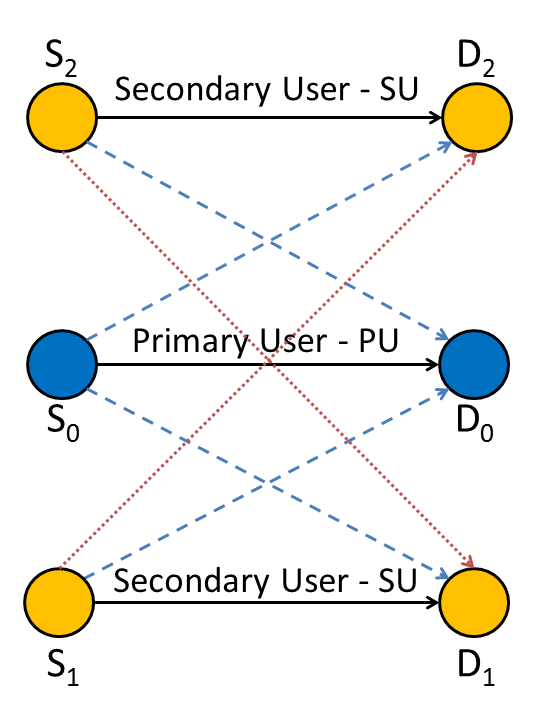 S2 D2
Secondary User - SU
Primary User - PU
S0 D0
Secondary User - SU
S1 D1